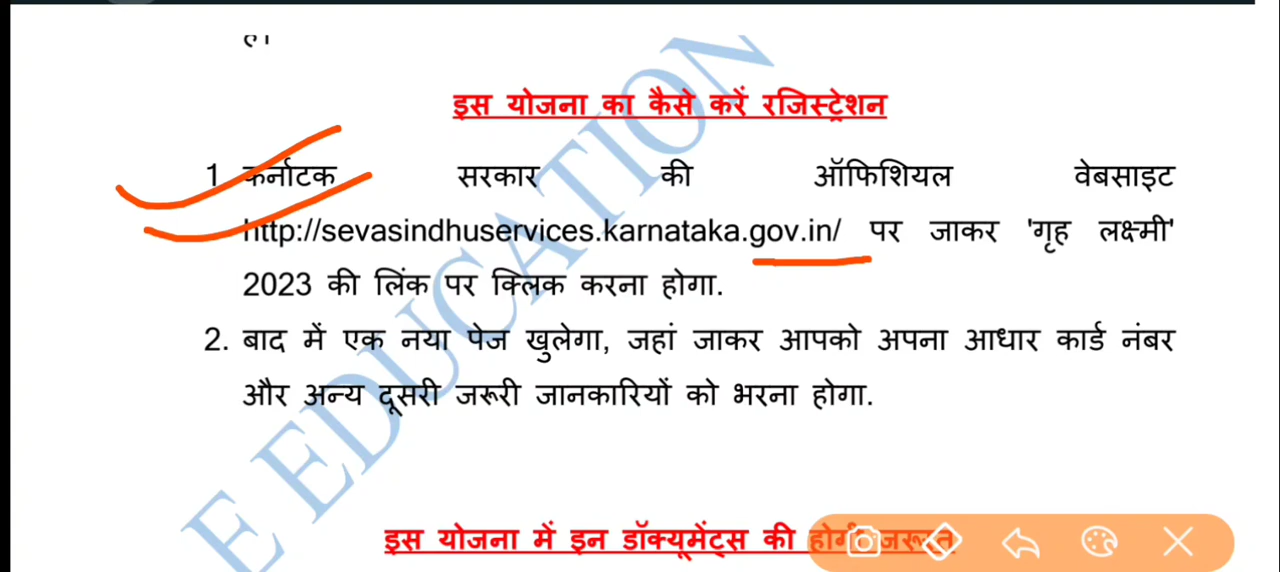 इस योजना का कैसे करें रजिस्ट्रेशन
1. कर्नाटक सरकार की ऑफिशियल वेबसाइट
http://sevasindhuservices.karnataka.gov.in/ पर जाकर 'गृह लक्ष्मी'
2023 की लिंक पर क्लिक करना होगा.
2. बाद में एक नया पेज खुलेगा, जहां जाकर आपको अपना आधार कार्ड नंबर
और अन्य दूसरी जरूरी जानकारियों को भरना होगा.
E EDUCATION
इस योजना में इन डॉक्यूमेंट्स की होगी जरूरत